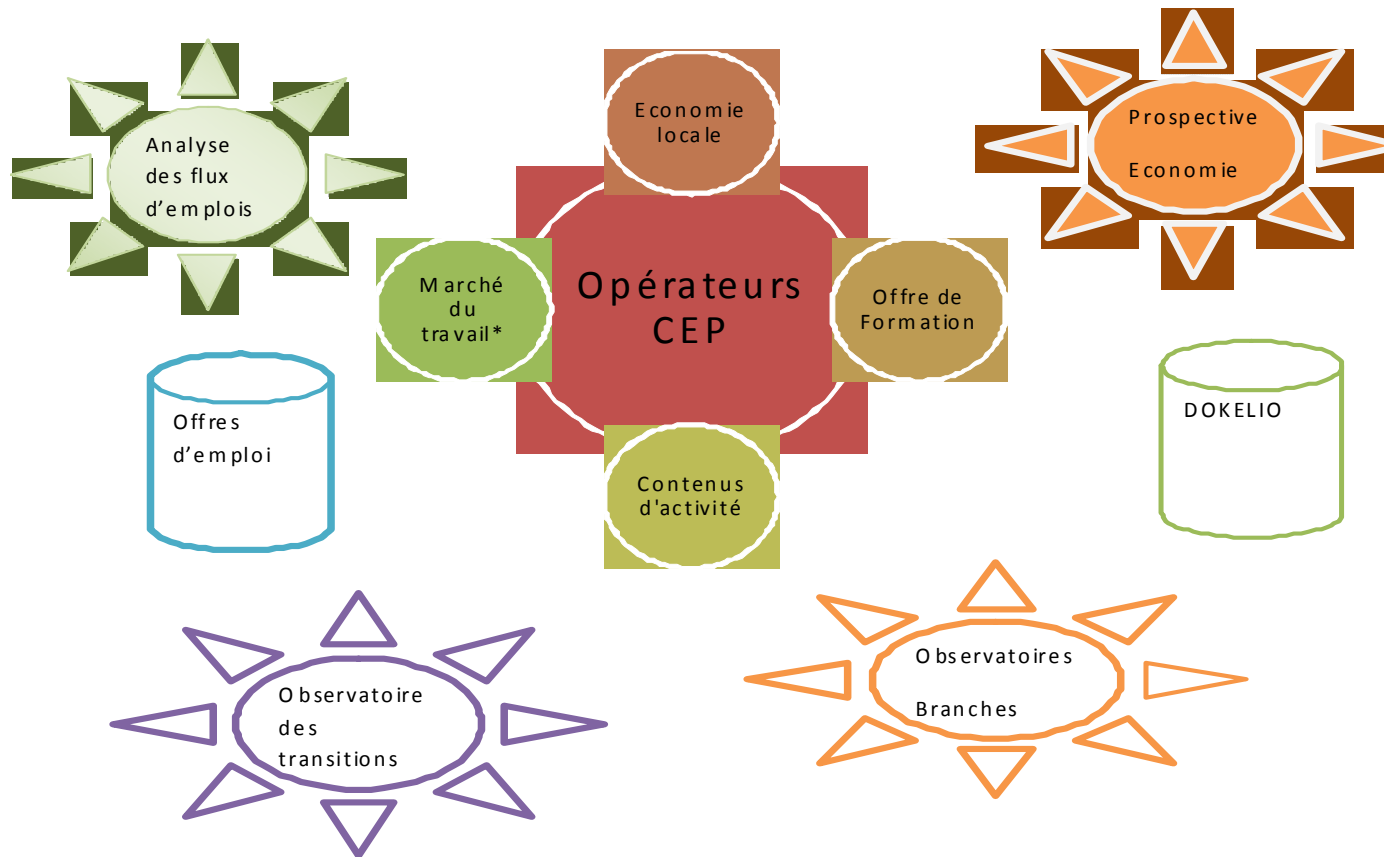 Analyse
des flux
d’emplois
Economie
locale
Prospective
Economie
Marché
du
travail*
Opérateurs
CEP
Offre de
Formation
Offres
d’emploi
DOKELIO
Contenus
d'activité
Observatoire
des
transitions
Observatoires
Branches